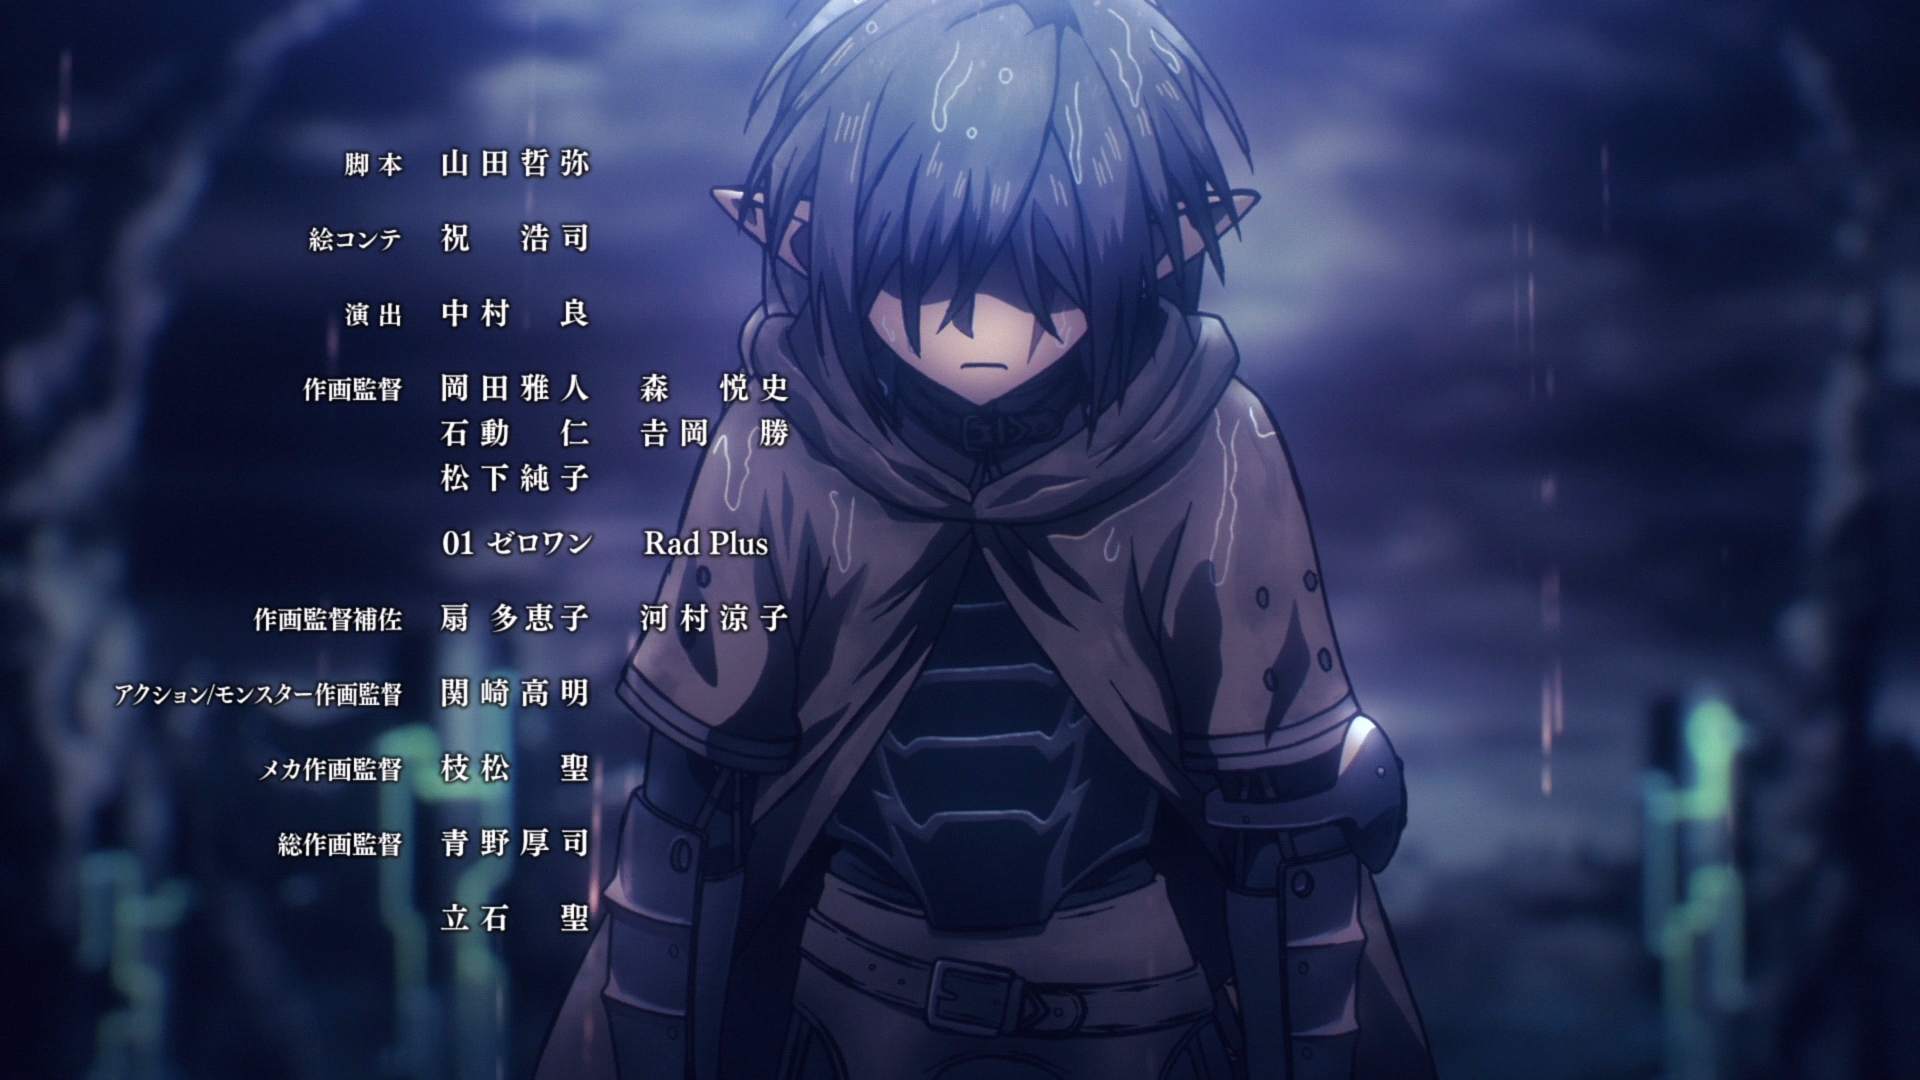 脚本 山田哲弥
絵コンテ 祝 浩司
演出 中村 良
作画監督 岡田雅人 森 悦史
石動 仁 𠮷岡 勝
松下純子
01 ゼロワン Rad Plus
作画監督補佐 扇 多恵子 河村涼子
アクション/モンスター作画監督 関崎高明
メカ作画監督 枝松 聖
総作画監督 青野厚司
立石 聖